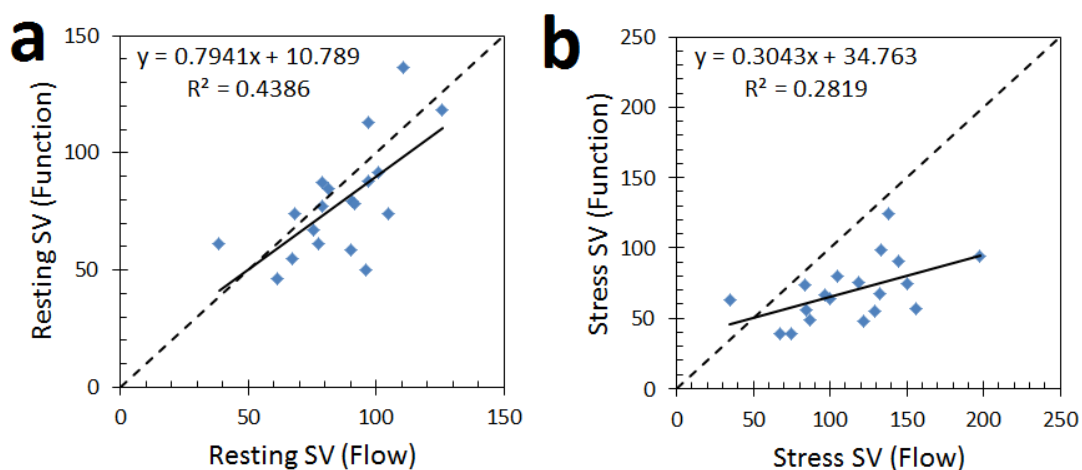 a
y = 0.7941x + 10.789
R² = 0.4386
Resting SV (Function)
150
100
50
0
0 50 100 150
Resting SV (Flow)
b
y = 0.3043x + 34.763
R² = 0.2819
Stress SV (Function)
250
200
150
100
50
0
0 50 100 150 200 250
Stress SV (Flow)